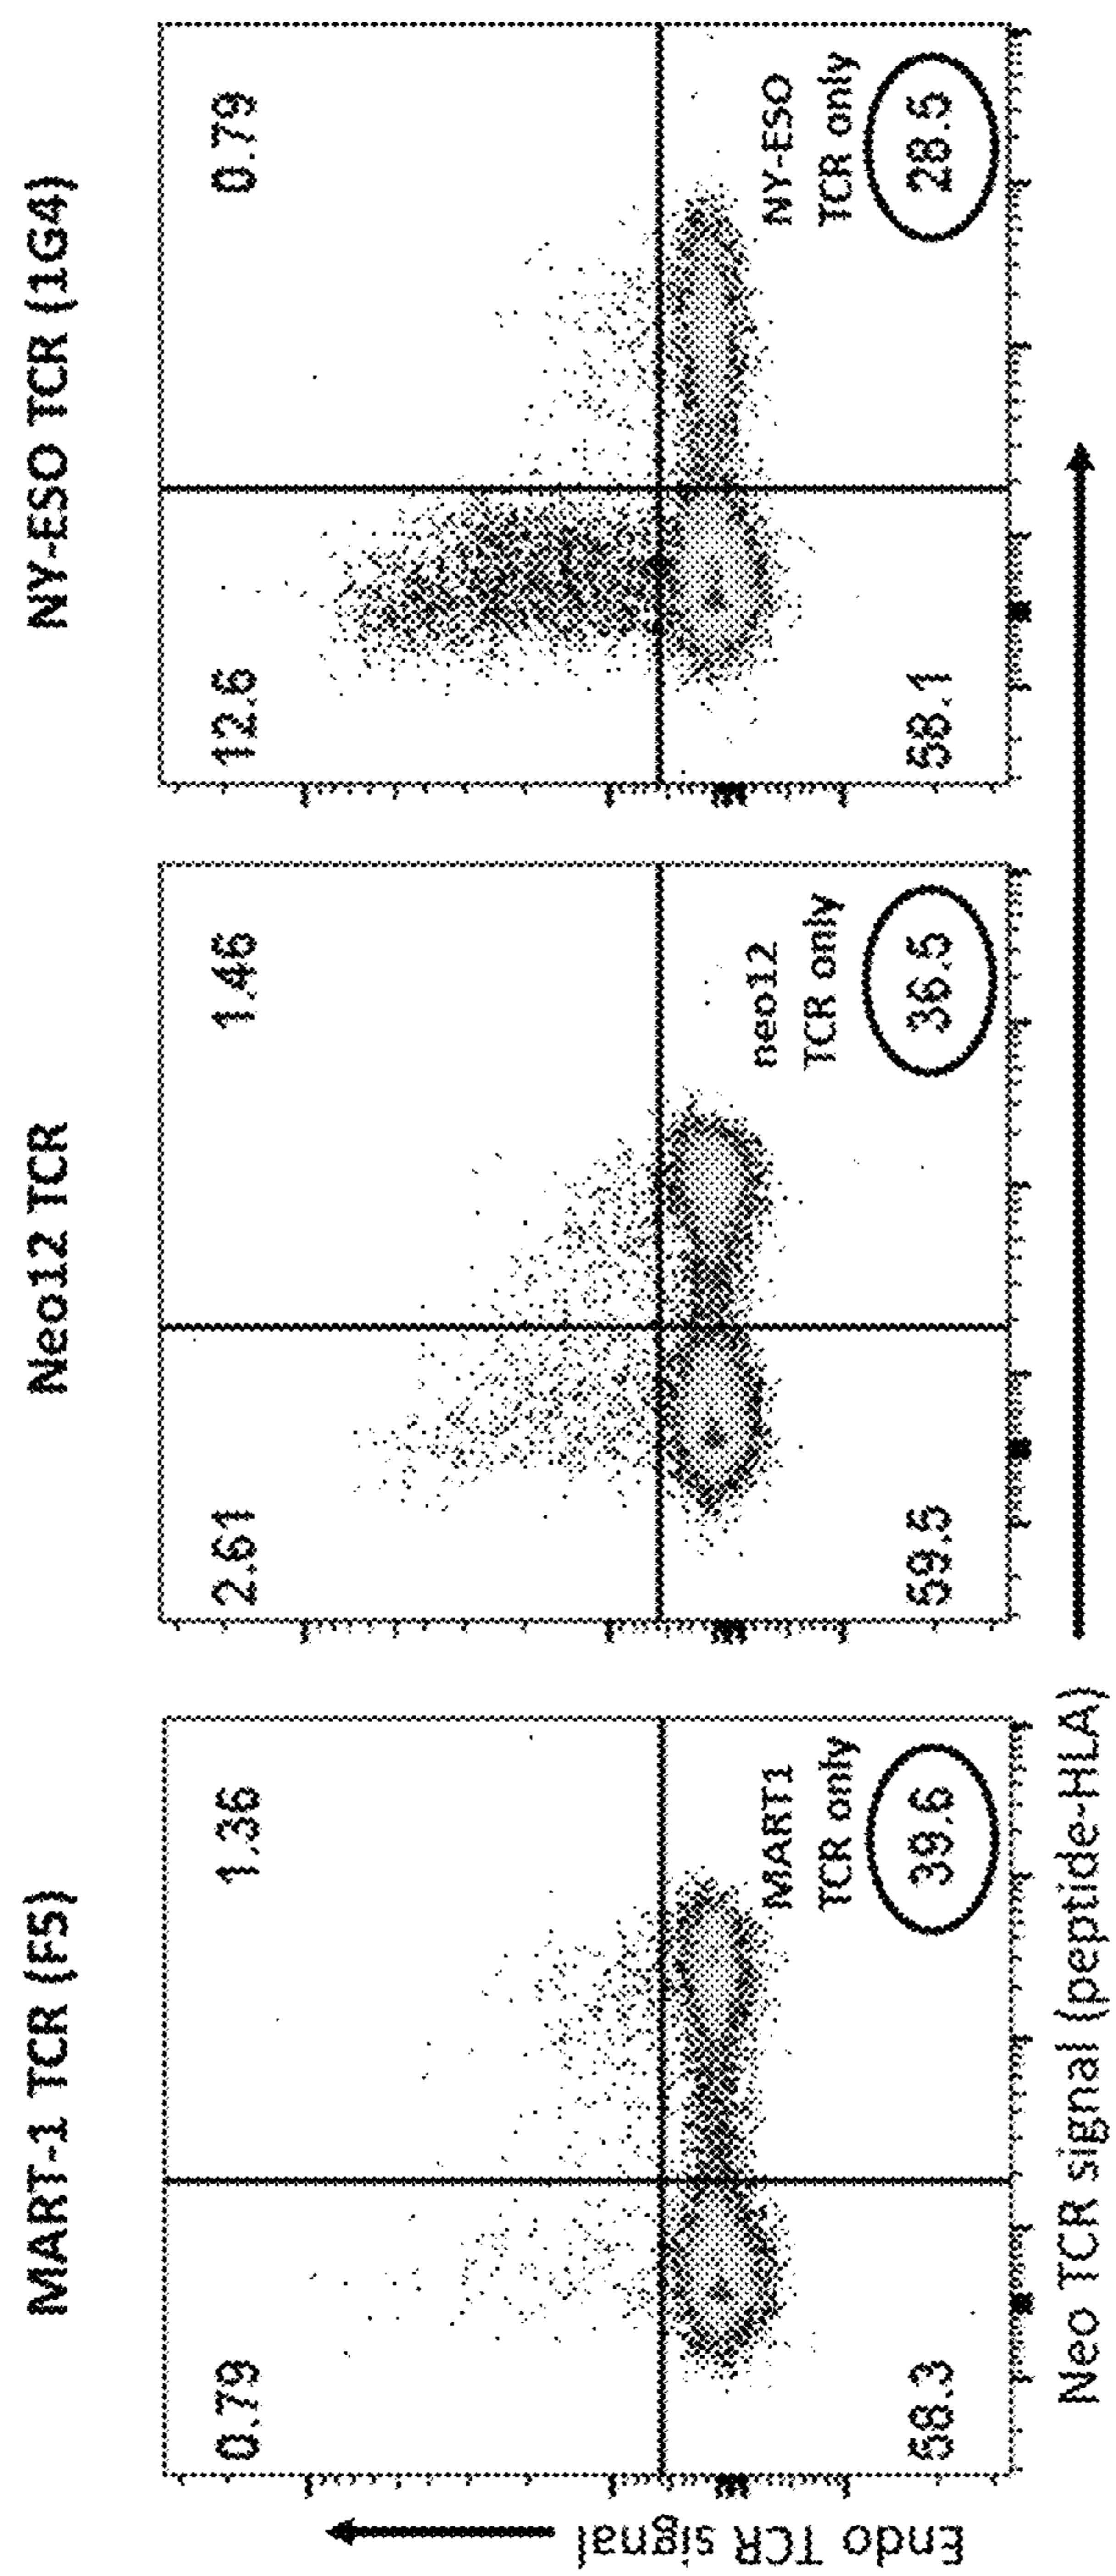 MART-1 TCR (F5)
0.79
1.36
58.3
MART1
TCR only
39.6
Neo12 TCR
2.61
1.46
59.5
neo12
TCR only
36.5
NY-ESO TCR (1G4)
12.6
0.79
58.1
NY-ESO
TCR only
28.5
Endo TCR signal
Neo TCR signal (peptide-HLA)